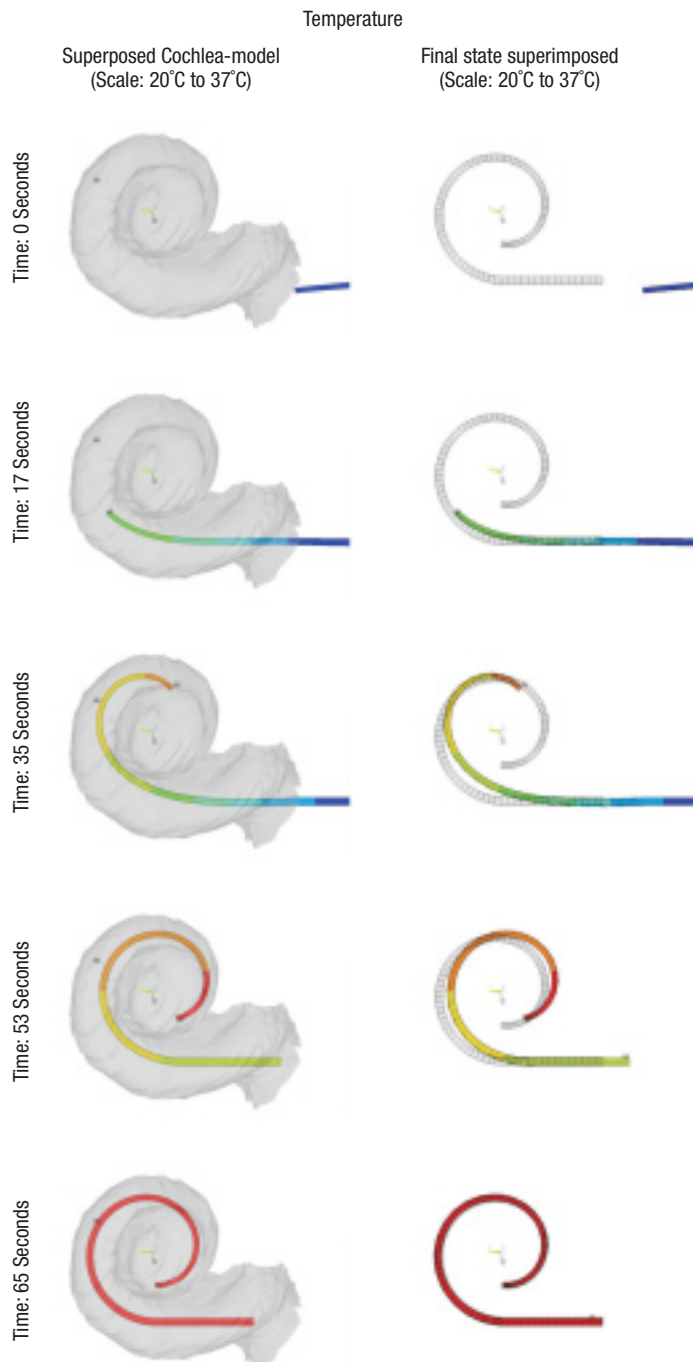 Temperature
Superposed Cochlea-model
(Scale: 20˚C to 37˚C)
Final state superimposed
(Scale: 20˚C to 37˚C)
Time: 0 Seconds
Time: 17 Seconds
Time: 35 Seconds
Time: 53 Seconds
Time: 65 Seconds